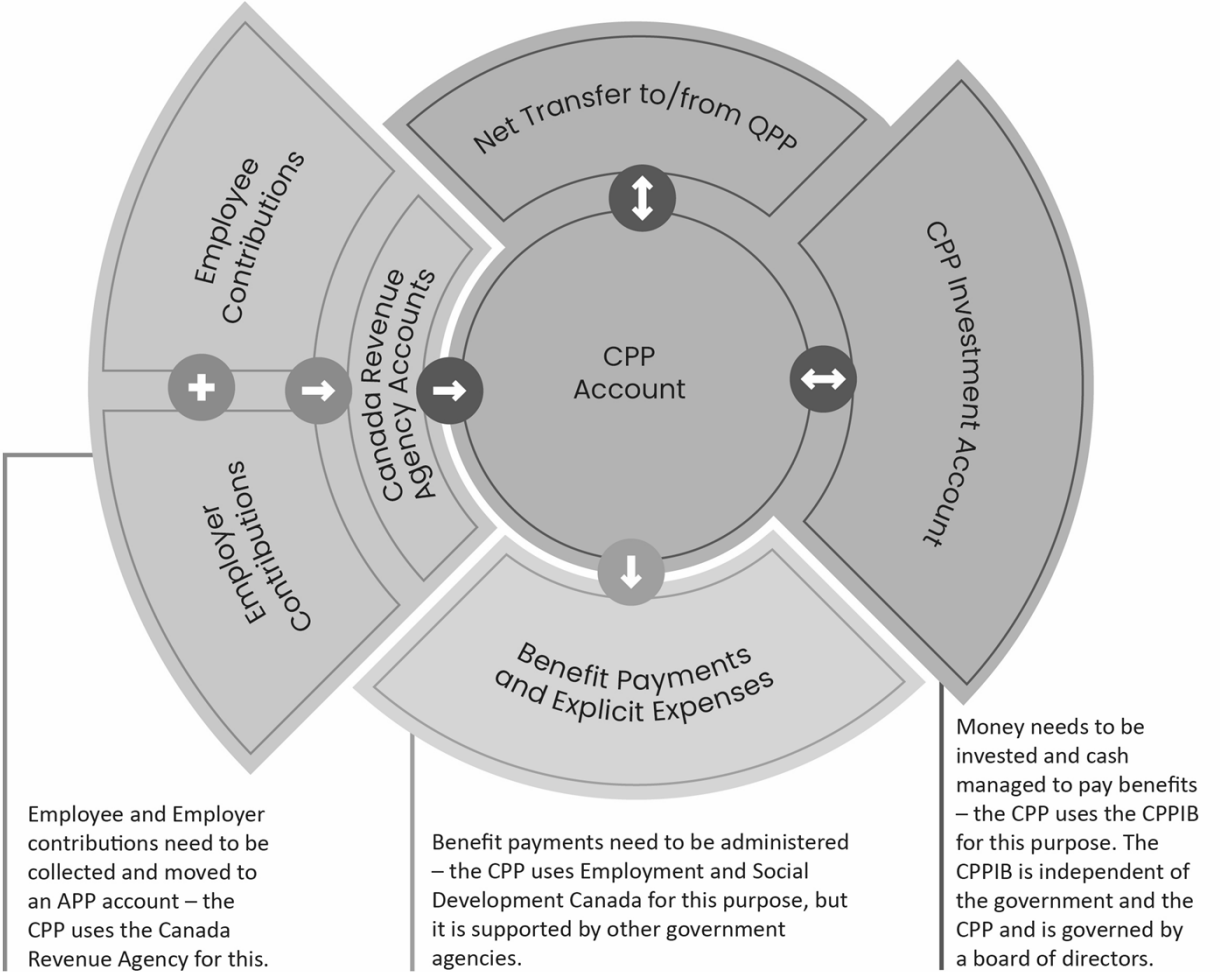 Net Transfer to/from QPP
Employee
Contributions
Canada Revenue
Agency Accounts
CPP
Account
CPP Investment Account
Employer
Contributions
Benefit Payments
and Explicit Expenses
Employee and Employer
contributions need to be
collected and moved to
an APP account – the
CPP uses the Canada
Revenue Agency for this.
Benefit payments need to be administered
– the CPP uses Employment and Social
Development Canada for this purpose, but
it is supported by other government
agencies.
Money needs to be
invested and cash
managed to pay benefits
– the CPP uses the CPPIB
for this purpose. The
CPPIB is independent of
the government and the
CPP and is governed by
a board of directors.